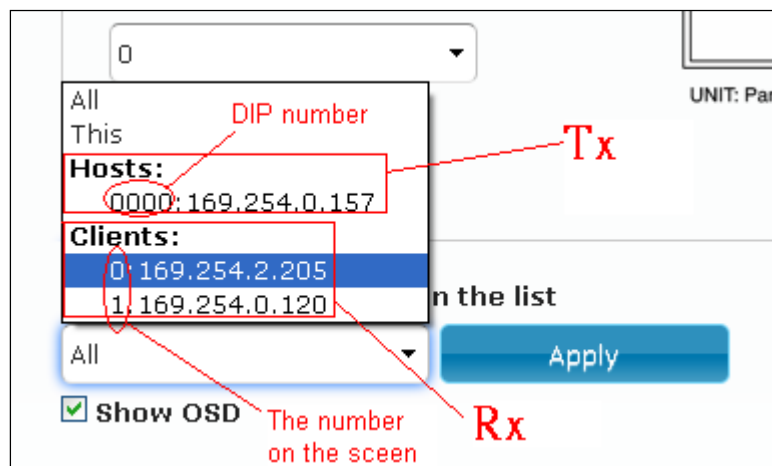 0
UNIT: Par
All
DIP number
This
Tx
Hosts:
0000:169.254.0.157
Clients:
0:169.254.2.205
1:169.254.0.120
n the list
All
Apply
Show OSD
The number
on the sceen
Rx